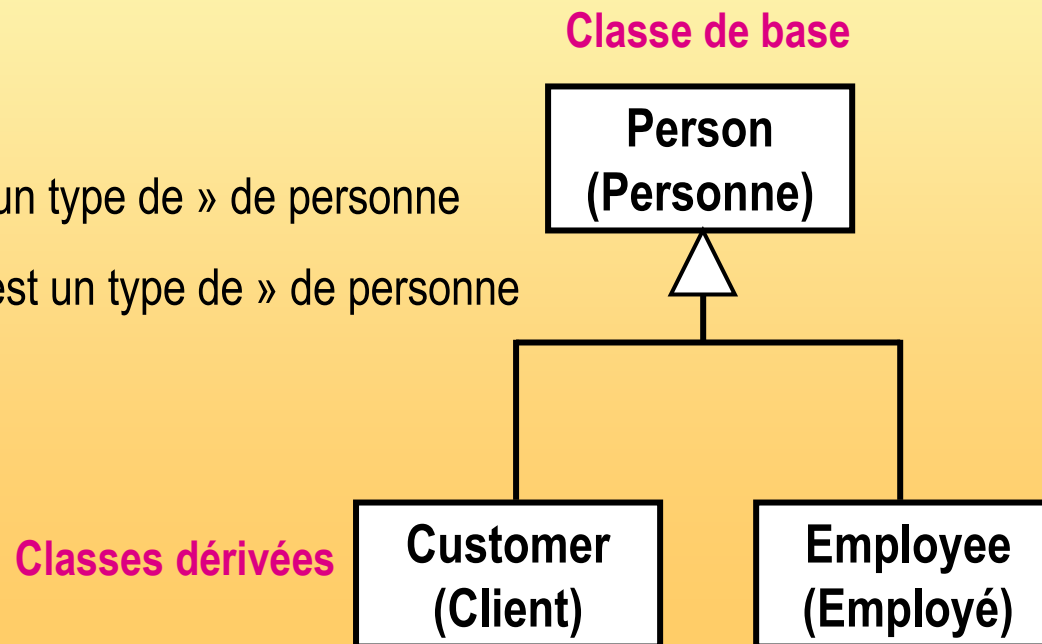 Classe de base
Person
(Personne)
un type de » de personne
est un type de » de personne
Classes dérivées
Customer
(Client)
Employee
(Employé)